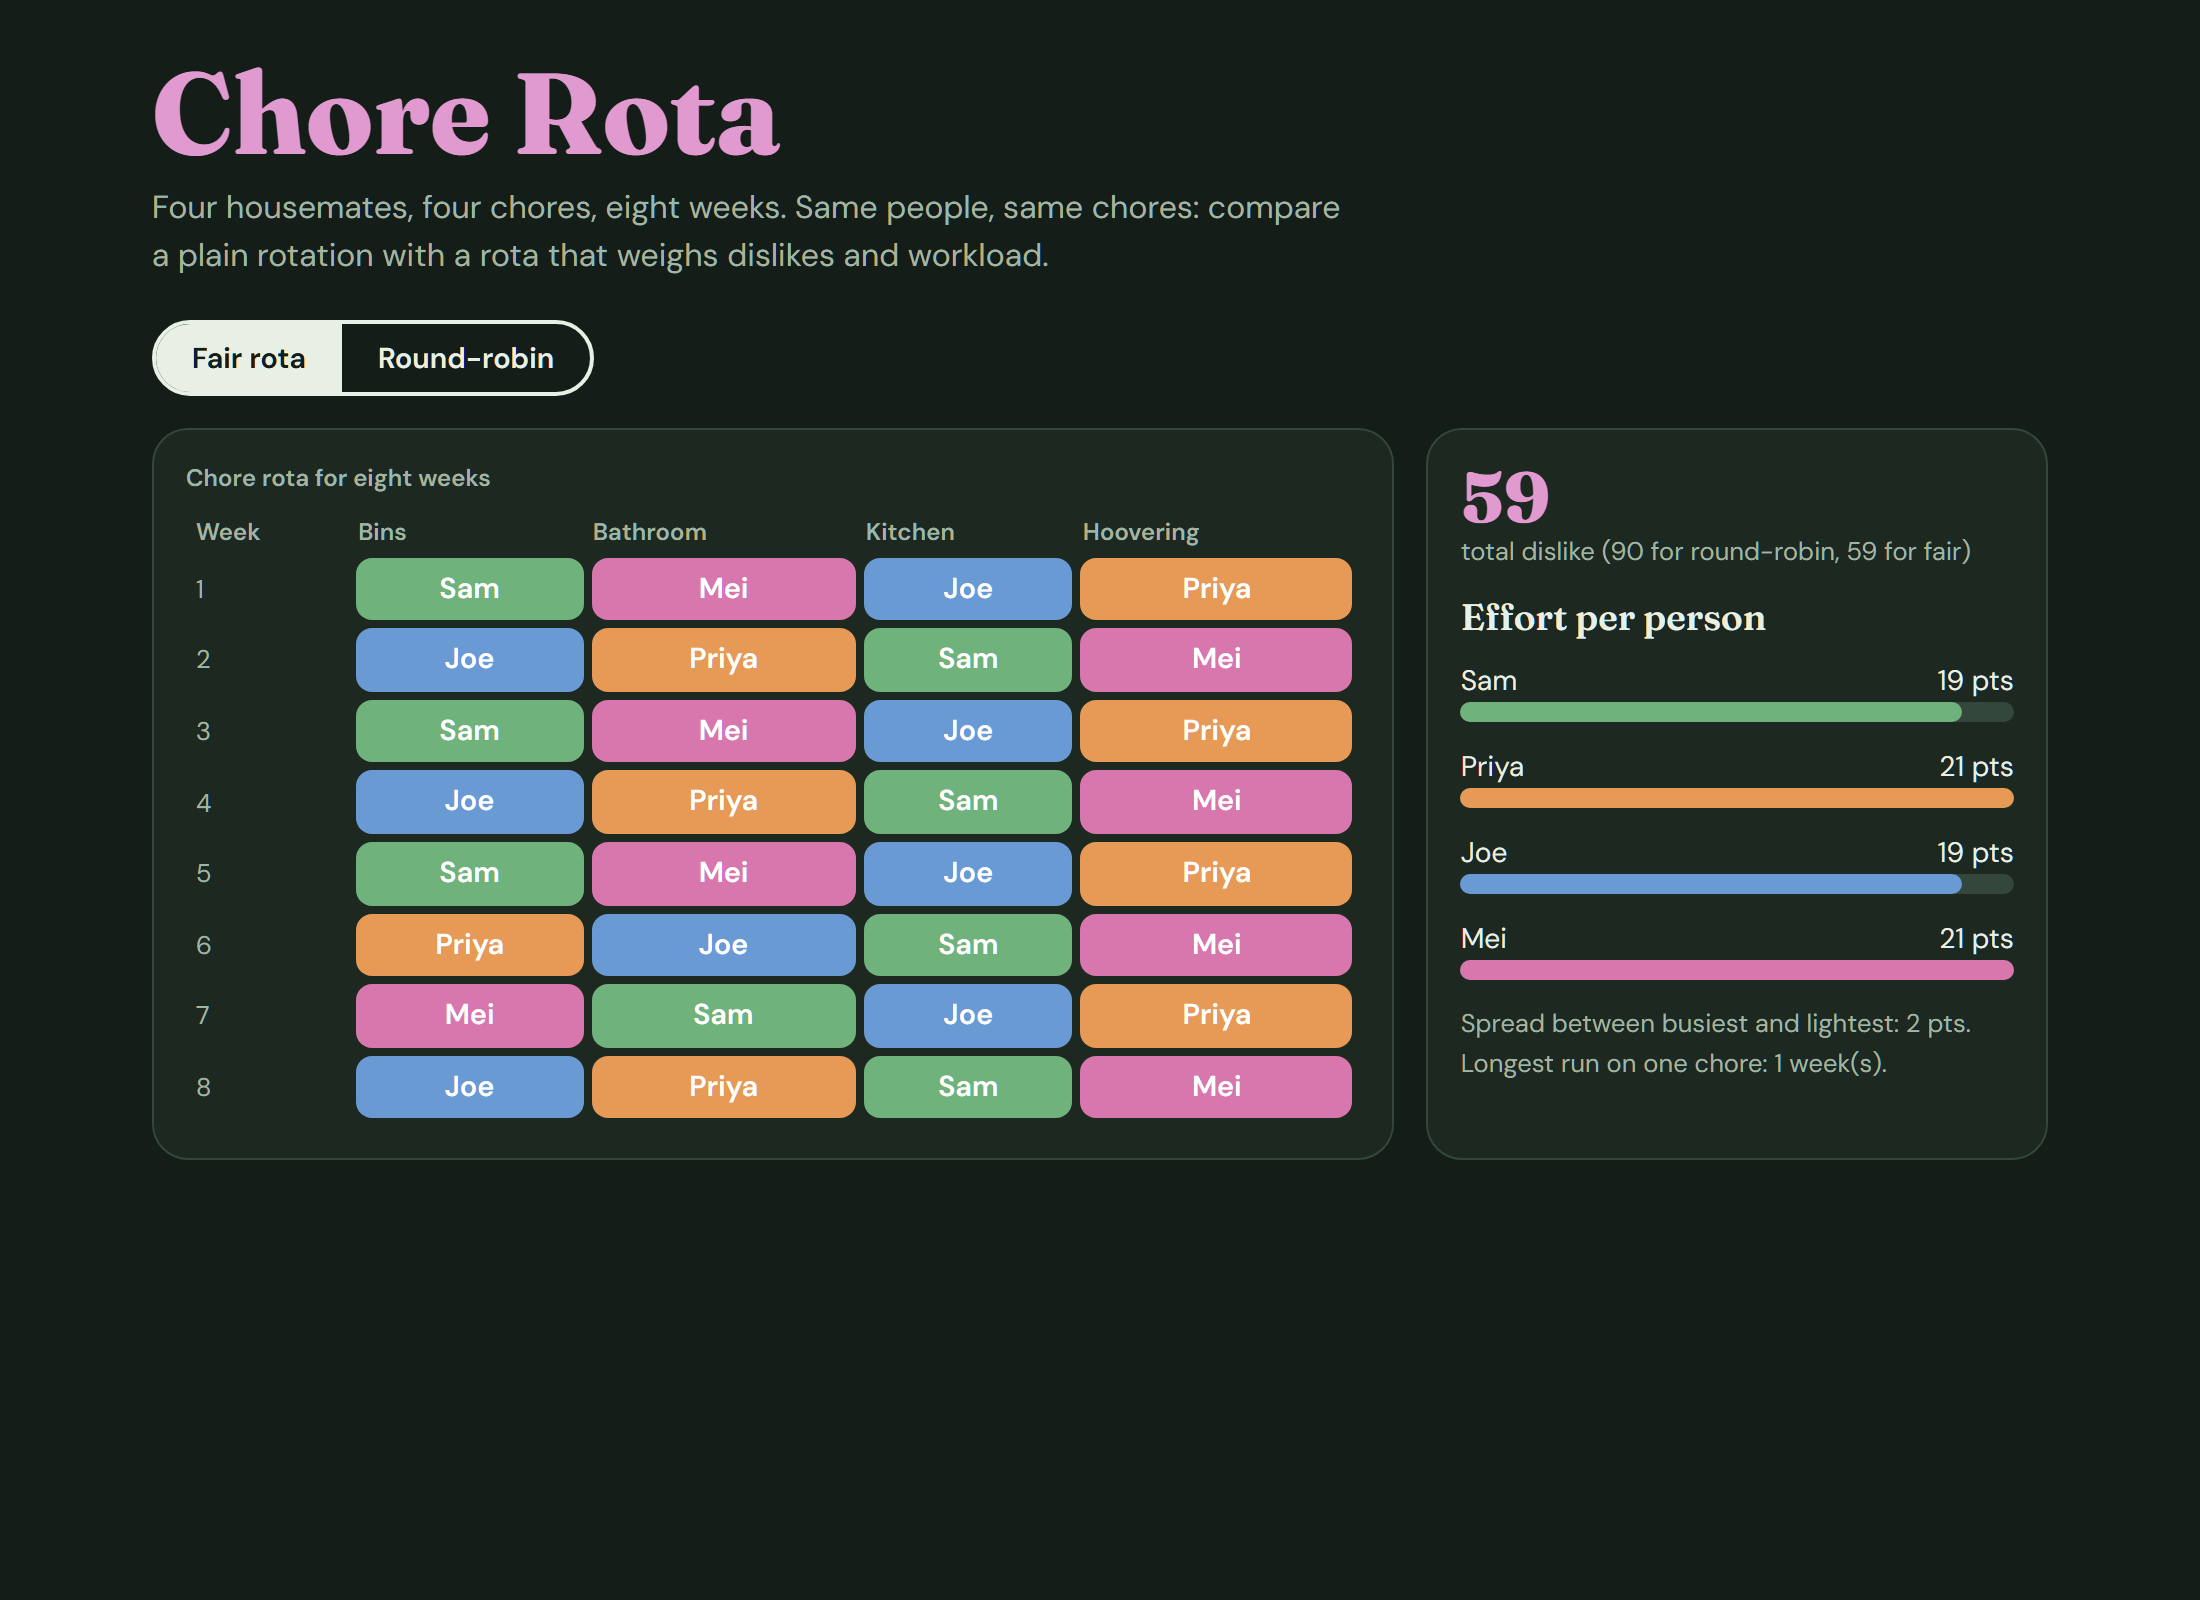 Chore Rota
Four housemates, four chores, eight weeks. Same people, same chores: compare
a plain rotation with a rota that weighs dislikes and workload.
Fair rota Round-robin
Chore rota for eight weeks
Week Bins Bathroom Kitchen Hoovering
1 Sam Mei Joe Priya
2 Joe Priya Sam Mei
3 Sam Mei Joe Priya
4 Joe Priya Sam Mei
5 Sam Mei Joe Priya
6 Priya Joe Sam Mei
7 Mei Sam Joe Priya
8 Joe Priya Sam Mei
59
total dislike (90 for round-robin, 59 for fair)
Effort per person
Sam 19 pts
Priya 21 pts
Joe 19 pts
Mei 21 pts
Spread between busiest and lightest: 2 pts.
Longest run on one chore: 1 week(s).